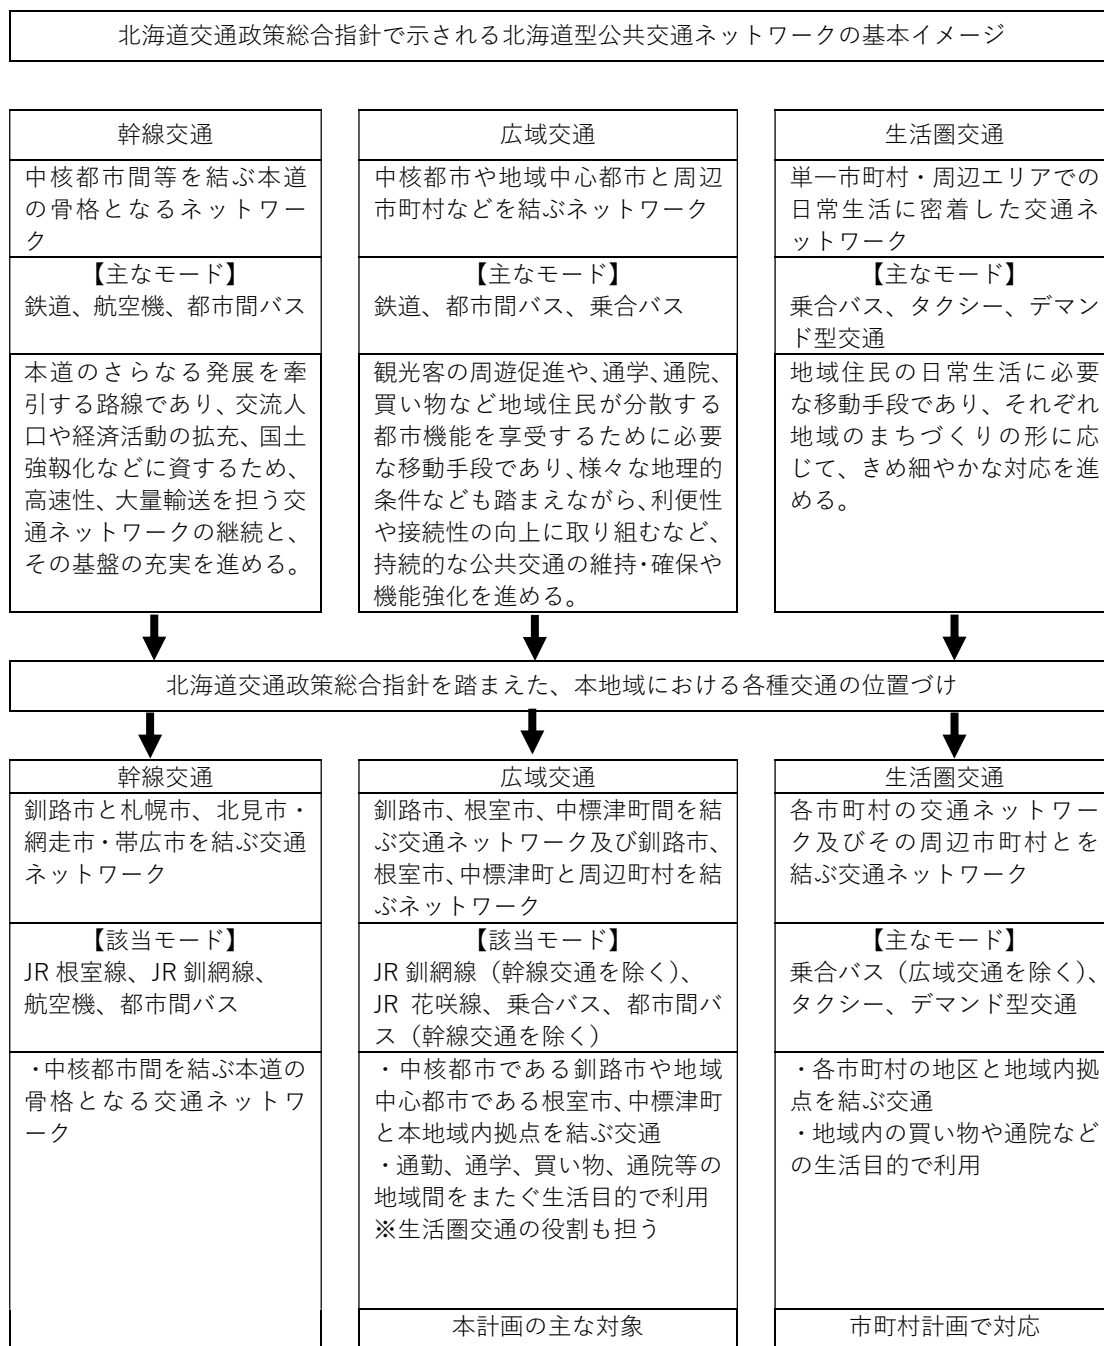 北海道交通政策総合指針で示される北海道型公共交通ネットワークの基本イメージ
幹線交通
中核都市間等を結ぶ本道
の骨格となるネットワー
ク
【主なモード】
鉄道、航空機、都市間バス
本道のさらなる発展を牽
引する路線であり、交流人
口や経済活動の拡充、国土
強靱化などに資するため、
高速性、大量輸送を担う交
通ネットワークの継続と、
その基盤の充実を進める。
広域交通
中核都市や地域中心都市と周辺
市町村などを結ぶネットワーク
【主なモード】
鉄道、都市間バス、乗合バス
観光客の周遊促進や、通学、通院、
買い物など地域住民が分散する
都市機能を享受するために必要
な移動手段であり、様々な地理的
条件なども踏まえながら、利便性
や接続性の向上に取り組むなど、
持続的な公共交通の維持・確保や
機能強化を進める。
生活圏交通
単一市町村・周辺エリアでの
日常生活に密着した交通ネ
ットワーク
【主なモード】
乗合バス、タクシー、デマン
ド型交通
地域住民の日常生活に必要
な移動手段であり、それぞれ
地域のまちづくりの形に応
じて、きめ細やかな対応を進
める。
北海道交通政策総合指針を踏まえた、本地域における各種交通の位置づけ
幹線交通
釧路市と札幌市、北見市・
網走市・帯広市を結ぶ交通
ネットワーク
【該当モード】
JR 根室線、JR 釧網線、
航空機、都市間バス
・中核都市間を結ぶ本道の
骨格となる交通ネットワ
ーク
広域交通
釧路市、根室市、中標津町間を結
ぶ交通ネットワーク及び釧路市、
根室市、中標津町と周辺町村を結
ぶネットワーク
【該当モード】
JR 釧網線（幹線交通を除く）、
JR 花咲線、乗合バス、都市間バ
ス（幹線交通を除く）
・中核都市である釧路市や地域
中心都市である根室市、中標津町
と本地域内拠点を結ぶ交通
・通勤、通学、買い物、通院等の
地域間をまたぐ生活目的で利用
※生活圏交通の役割も担う
本計画の主な対象
生活圏交通
各市町村の交通ネットワー
ク及びその周辺市町村とを
結ぶ交通ネットワーク
【主なモード】
乗合バス（広域交通を除く）、
タクシー、デマンド型交通
・各市町村の地区と地域内拠
点を結ぶ交通
・地域内の買い物や通院など
の生活目的で利用
市町村計画で対応